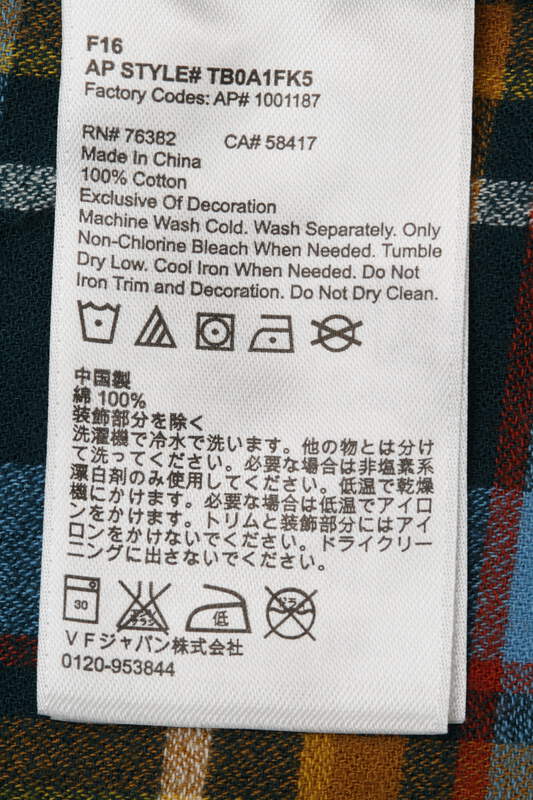 F16
AP STYLE# TB0A1FK5
Factory Codes: AP# 1001187
RN# 76382 CA# 58417
Made In China
100% Cotton
Exclusive Of Decoration
Machine Wash Cold. Wash Separately. Only
Non-Chlorine Bleach When Needed. Tumble
Dry Low. Cool Iron When Needed. Do Not
Iron Trim and Decoration. Do Not Dry Clean.
中国製
綿 100%
装飾部分を除く
洗濯機で冷水で洗います。他の物とは分け
て洗ってください。必要な場合は非塩素系
漂白剤のみ使用してください。低温で乾燥
機にかけます。必要な場合は低温でアイロ
ンをかけます。トリムと装飾部分にはアイ
ロンをかけないでください。ドライクリー
ニングに出さないでください。
30
エンソ
サラシ
低
ドライ
VFジャパン株式会社
0120-953844